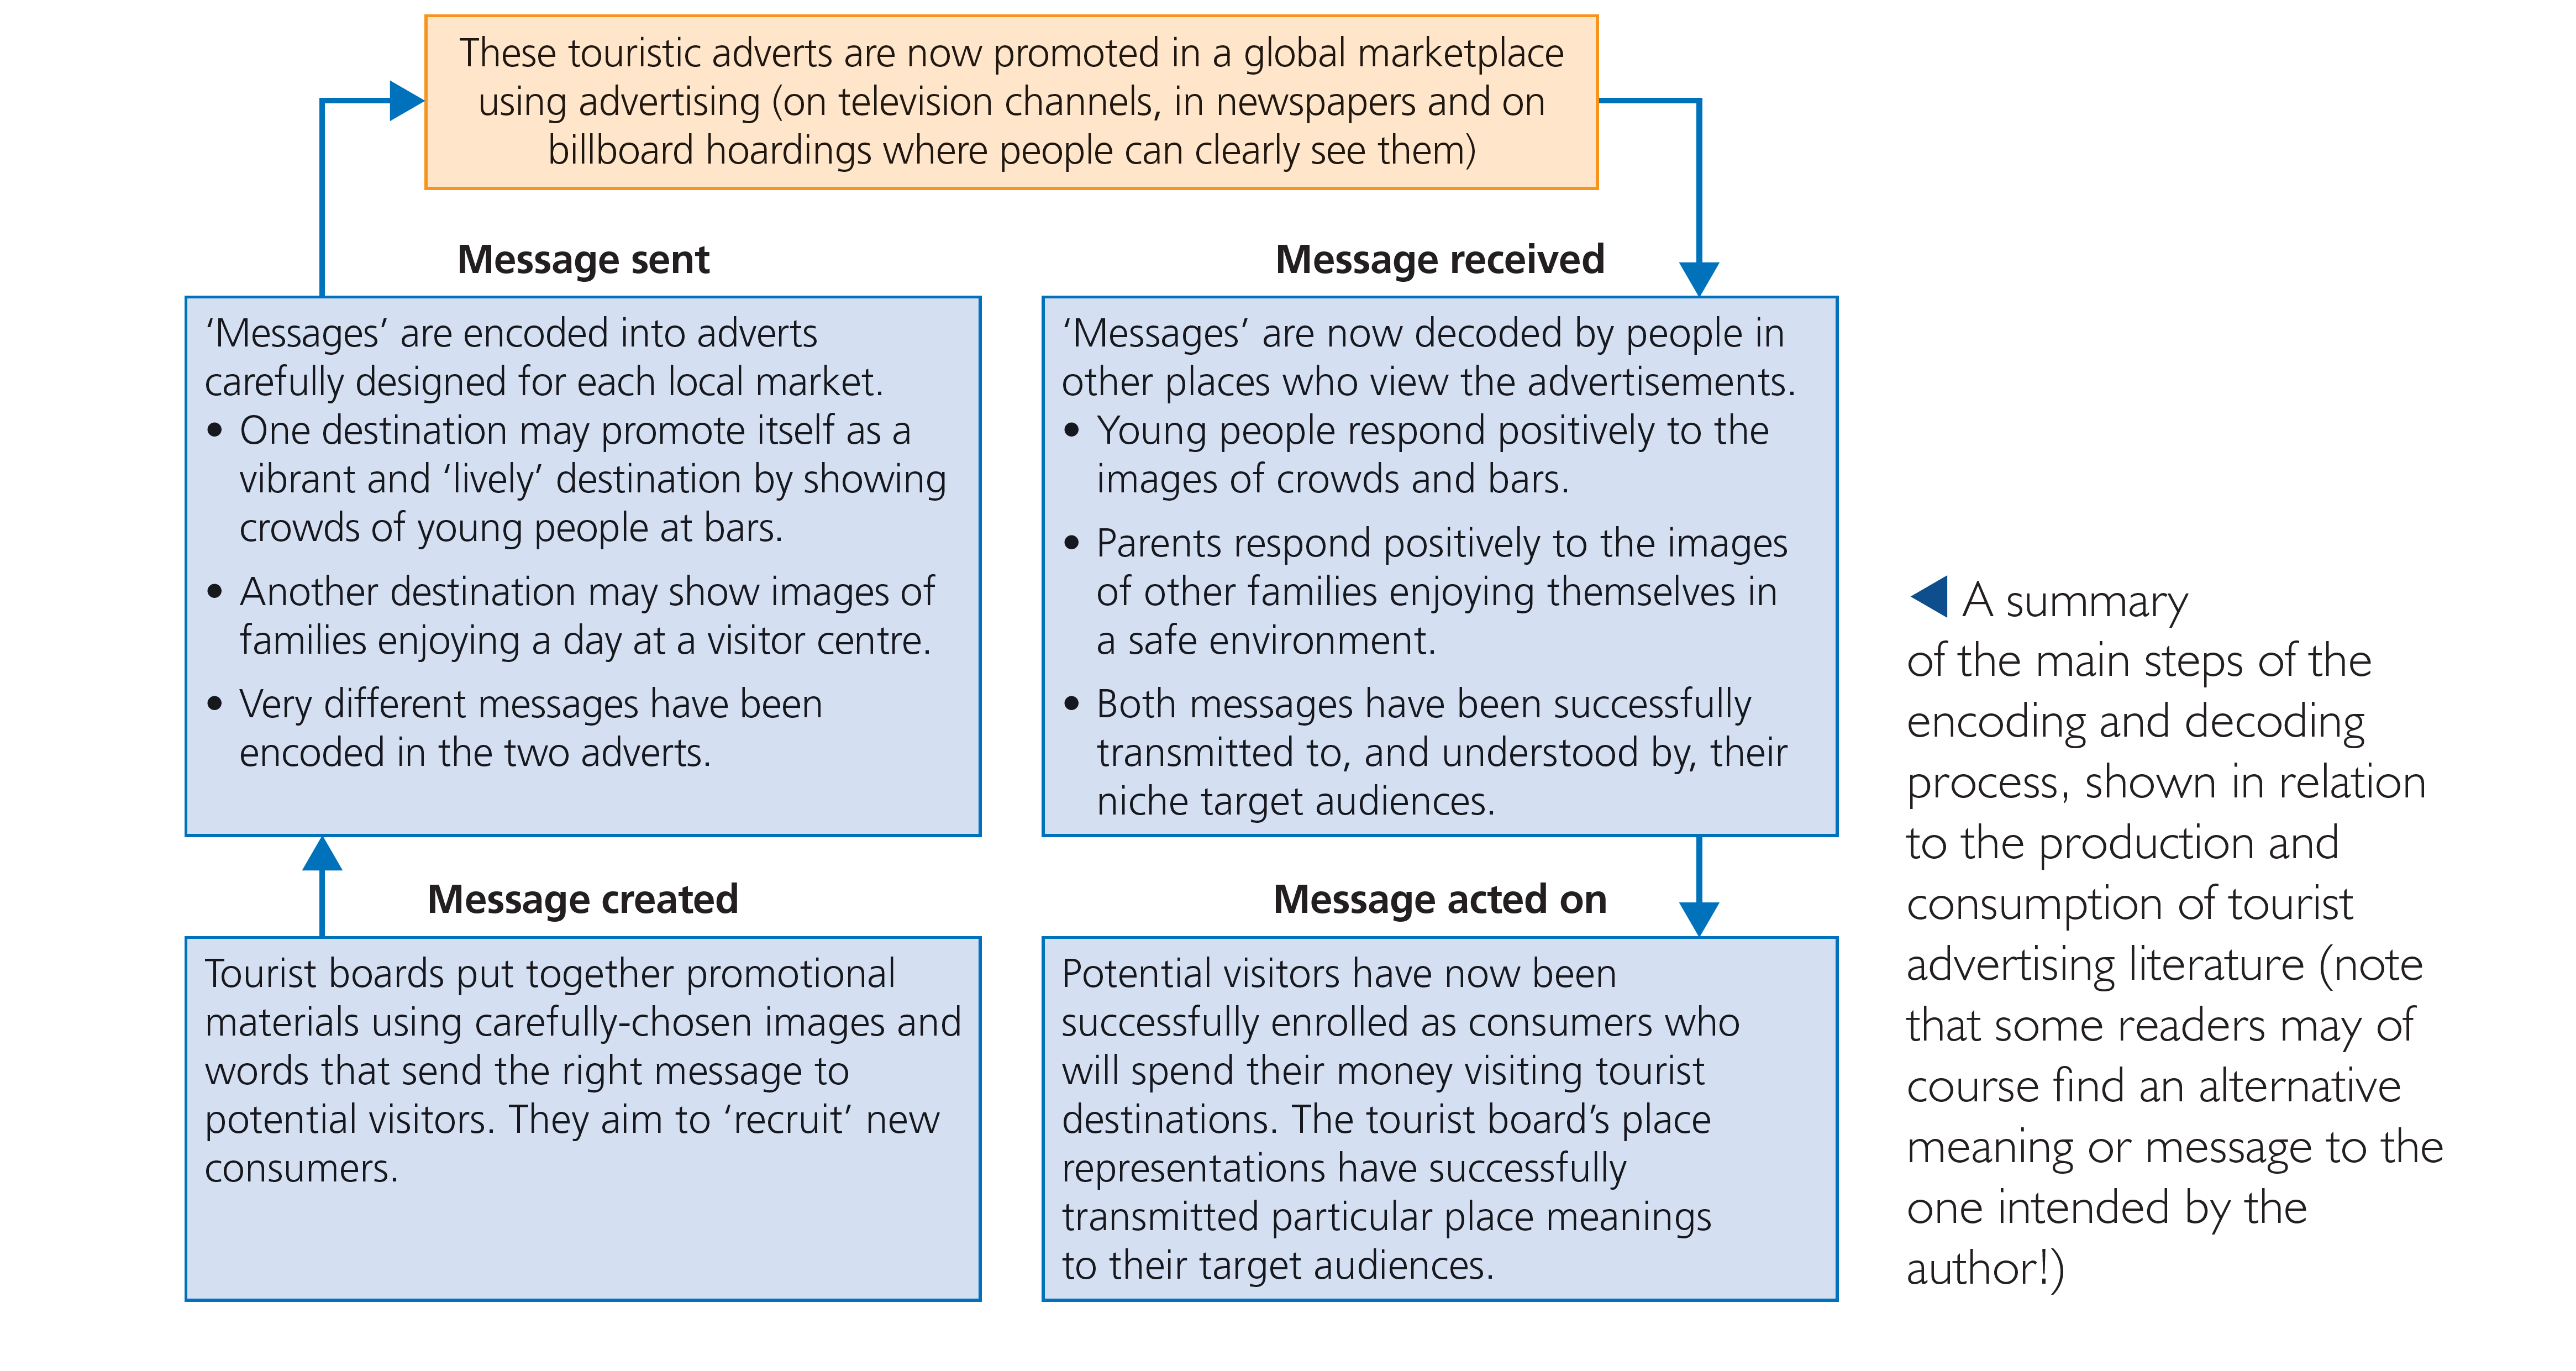 These touristic adverts are now promoted in a global marketplace
using advertising (on television channels, in newspapers and on
billboard hoardings where people can clearly see them)
Message sent
‘Messages’ are encoded into adverts
carefully designed for each local market.
• One destination may promote itself as a
vibrant and ‘lively’ destination by showing
crowds of young people at bars.
• Another destination may show images of
families enjoying a day at a visitor centre.
• Very different messages have been
encoded in the two adverts.
Message received
‘Messages’ are now decoded by people in
other places who view the advertisements.
• Young people respond positively to the
images of crowds and bars.
• Parents respond positively to the images
of other families enjoying themselves in
a safe environment.
• Both messages have been successfully
transmitted to, and understood by, their
niche target audiences.
Message created
Tourist boards put together promotional
materials using carefully-chosen images and
words that send the right message to
potential visitors. They aim to ‘recruit’ new
consumers.
Message acted on
Potential visitors have now been
successfully enrolled as consumers who
will spend their money visiting tourist
destinations. The tourist board’s place
representations have successfully
transmitted particular place meanings
to their target audiences.
A summary
of the main steps of the
encoding and decoding
process, shown in relation
to the production and
consumption of tourist
advertising literature (note
that some readers may of
course find an alternative
meaning or message to the
one intended by the
author!)